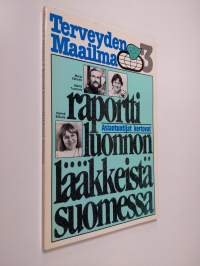 Terveyden
Maailma
3
raportti
Asiantuntijat kertovat
luonnon
lääkkeistä
suomessa